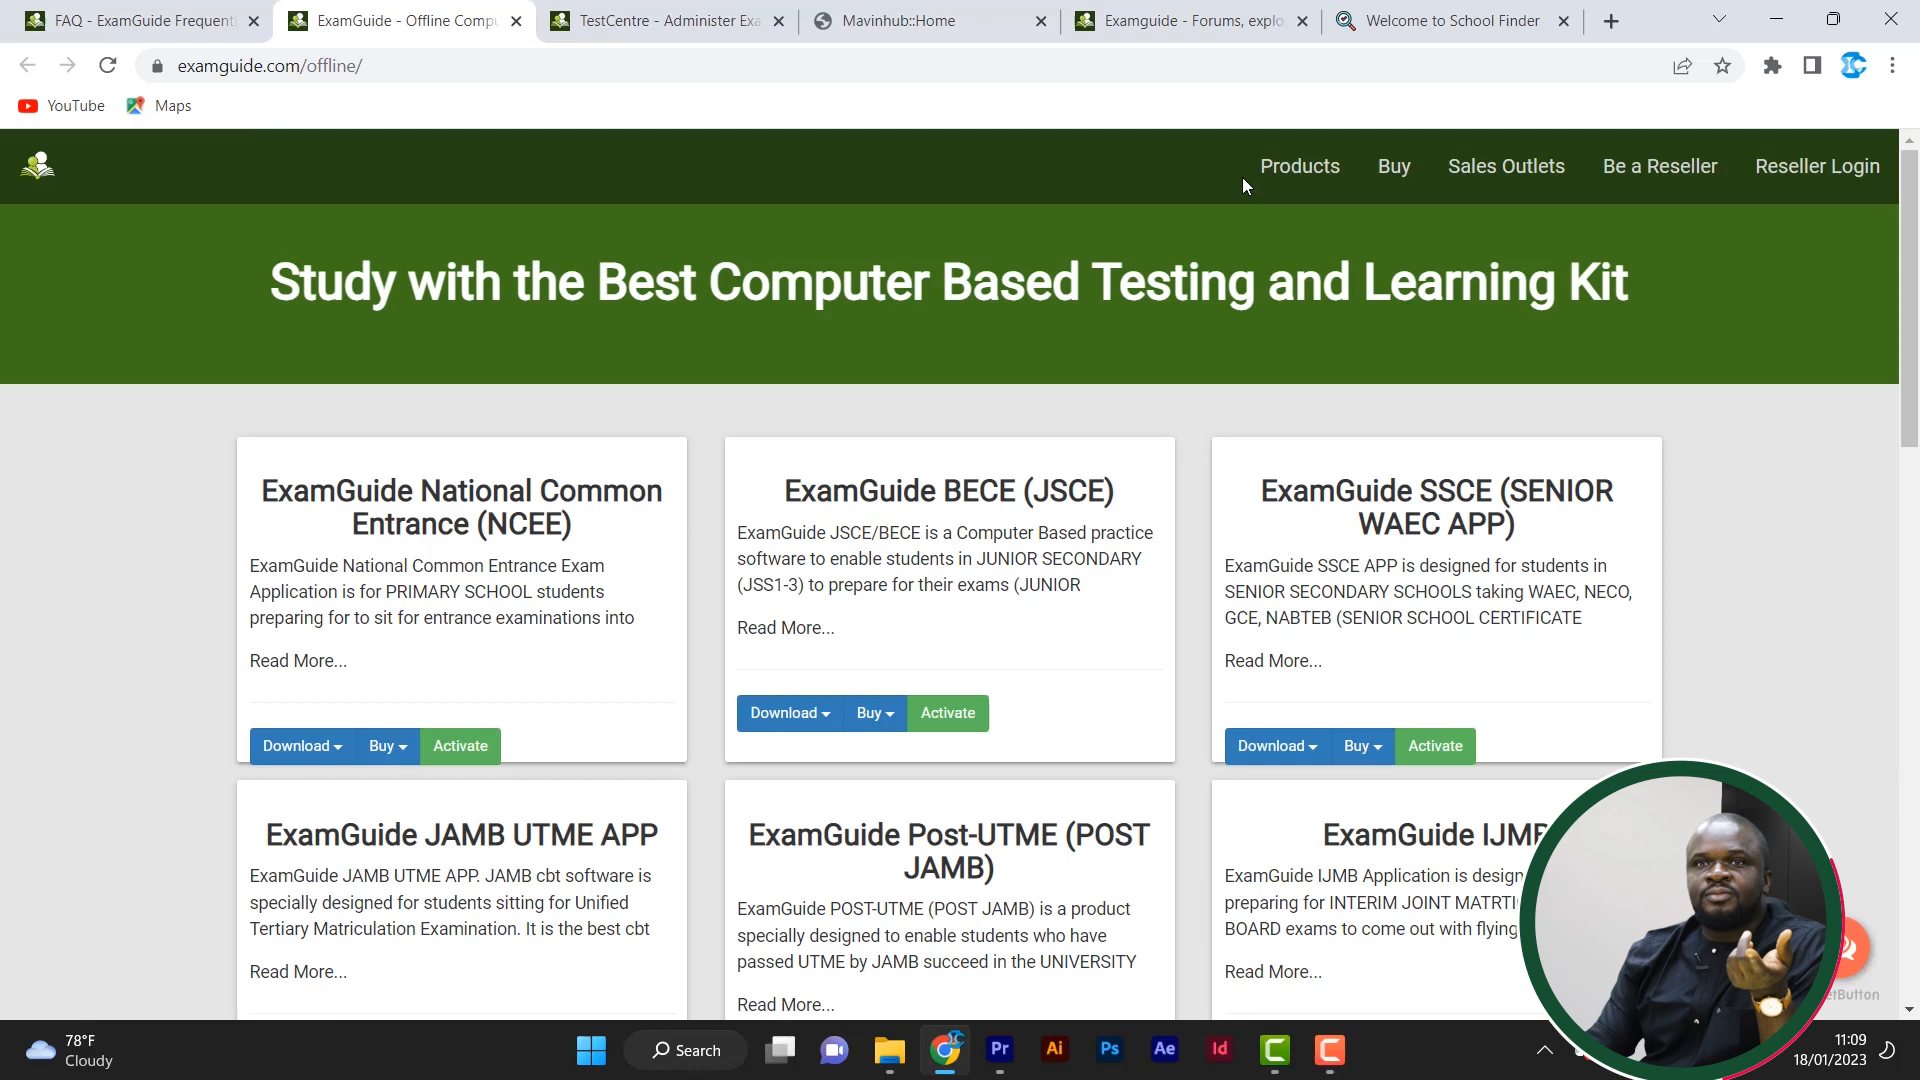 FAQ - ExamGuide Frequent
ExamGuide - Offline Compu
TestCentre - Administer Exa
Mavinhub::Home
Examguide - Forums, explo
Welcome to School Finder
examguide.com/offline/
YouTube
Maps
Products
Buy
Sales Outlets
Be a Reseller
Reseller Login
Study with the Best Computer Based Testing and Learning Kit
ExamGuide National Common
Entrance (NCEE)
ExamGuide National Common Entrance Exam
Application is for PRIMARY SCHOOL students
preparing for to sit for entrance examinations into
Read More...
Download
Buy
Activate
ExamGuide BECE (JSCE)
ExamGuide JSCE/BECE is a Computer Based practice
software to enable students in JUNIOR SECONDARY
(JSS1-3) to prepare for their exams (JUNIOR
Read More...
Download
Buy
Activate
ExamGuide SSCE (SENIOR
WAEC APP)
ExamGuide SSCE APP is designed for students in
SENIOR SECONDARY SCHOOLS taking WAEC, NECO,
GCE, NABTEB (SENIOR SCHOOL CERTIFICATE
Read More...
Download
Buy
Activate
ExamGuide JAMB UTME APP
ExamGuide JAMB UTME APP. JAMB cbt software is
specially designed for students sitting for Unified
Tertiary Matriculation Examination. It is the best cbt
Read More...
ExamGuide Post-UTME (POST
JAMB)
ExamGuide POST-UTME (POST JAMB) is a product
specially designed to enable students who have
passed UTME by JAMB succeed in the UNIVERSITY
Read More...
ExamGuide IJMB
ExamGuide IJMB Application is design
preparing for INTERIM JOINT MATRTI
BOARD exams to come out with flying
Read More...
etButton
78°F
Cloudy
Search
Pr
Ai
Ps
Ae
Id
11:09
18/01/2023